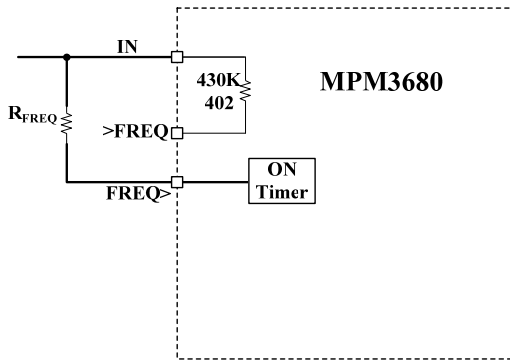 IN
430K
402
MPM3680
RFREQ
>FREQ
ON
Timer
FREQ>